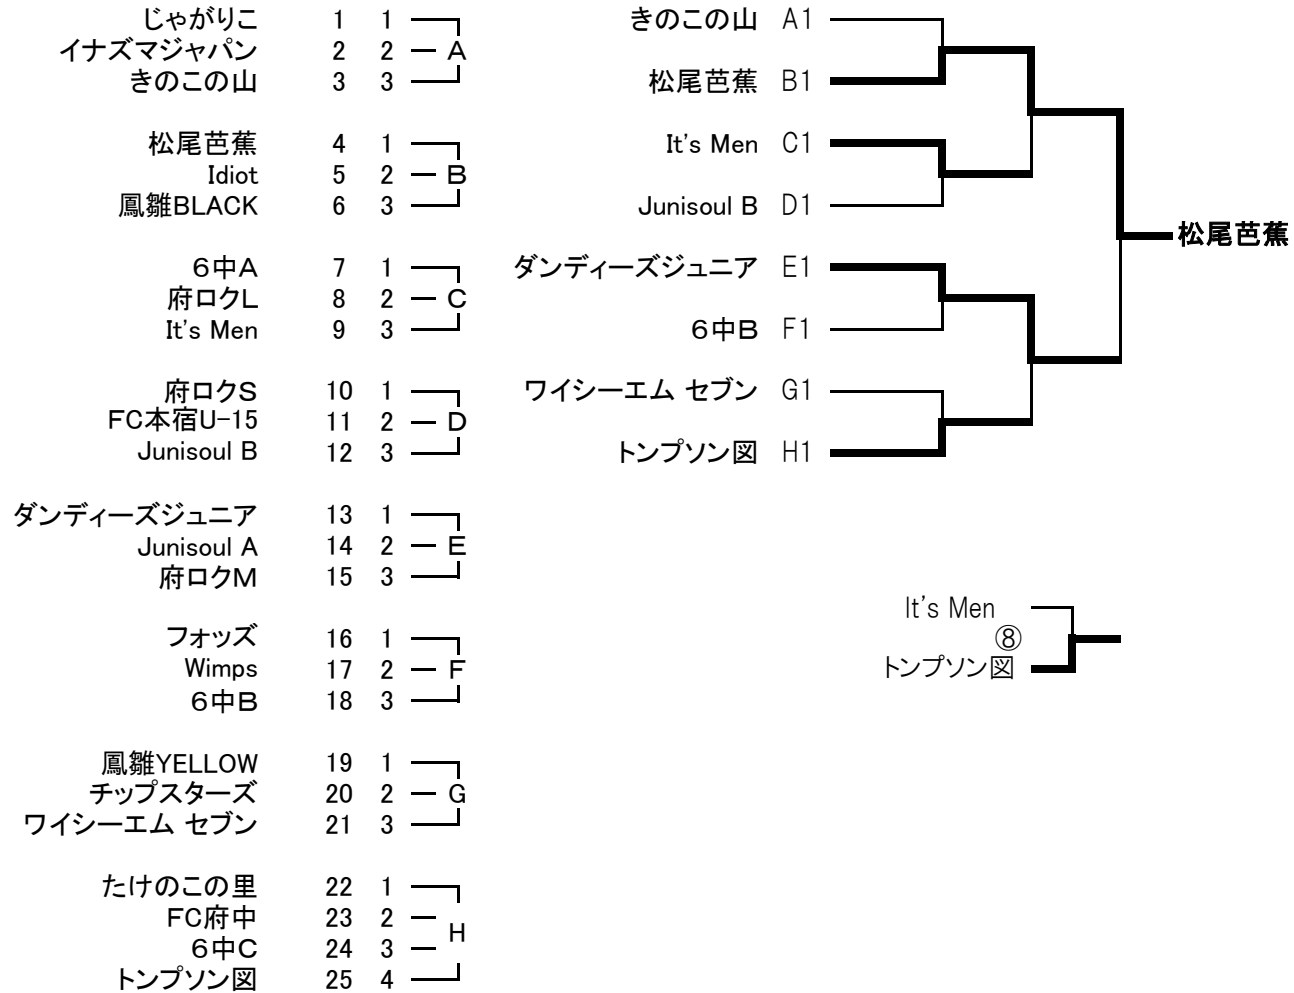 じゃがりこ 1 1
イナズマジャパン 2 2 A
きのこの山 3 3
松尾芭蕉 4 1
Idiot 5 2 B
鳳雛BLACK 6 3
6中A 7 1
府ロクL 8 2 C
It's Men 9 3
府ロクS 10 1
FC本宿U-15 11 2 D
Junisoul B 12 3
ダンディーズジュニア 13 1
Junisoul A 14 2 E
府ロクM 15 3
フォッズ 16 1
Wimps 17 2 F
6中B 18 3
鳳雛YELLOW 19 1
チップスターズ 20 2 G
ワイシーエム セブン 21 3
たけのこの里 22 1
FC府中 23 2
H
6中C 24 3
トンプソン図 25 4
きのこの山 A1
松尾芭蕉 B1
It's Men C1
Junisoul B D1
ダンディーズジュニア E1
6中B F1
ワイシーエム セブン G1
トンプソン図 H1
松尾芭蕉
It's Men
⑧
トンプソン図